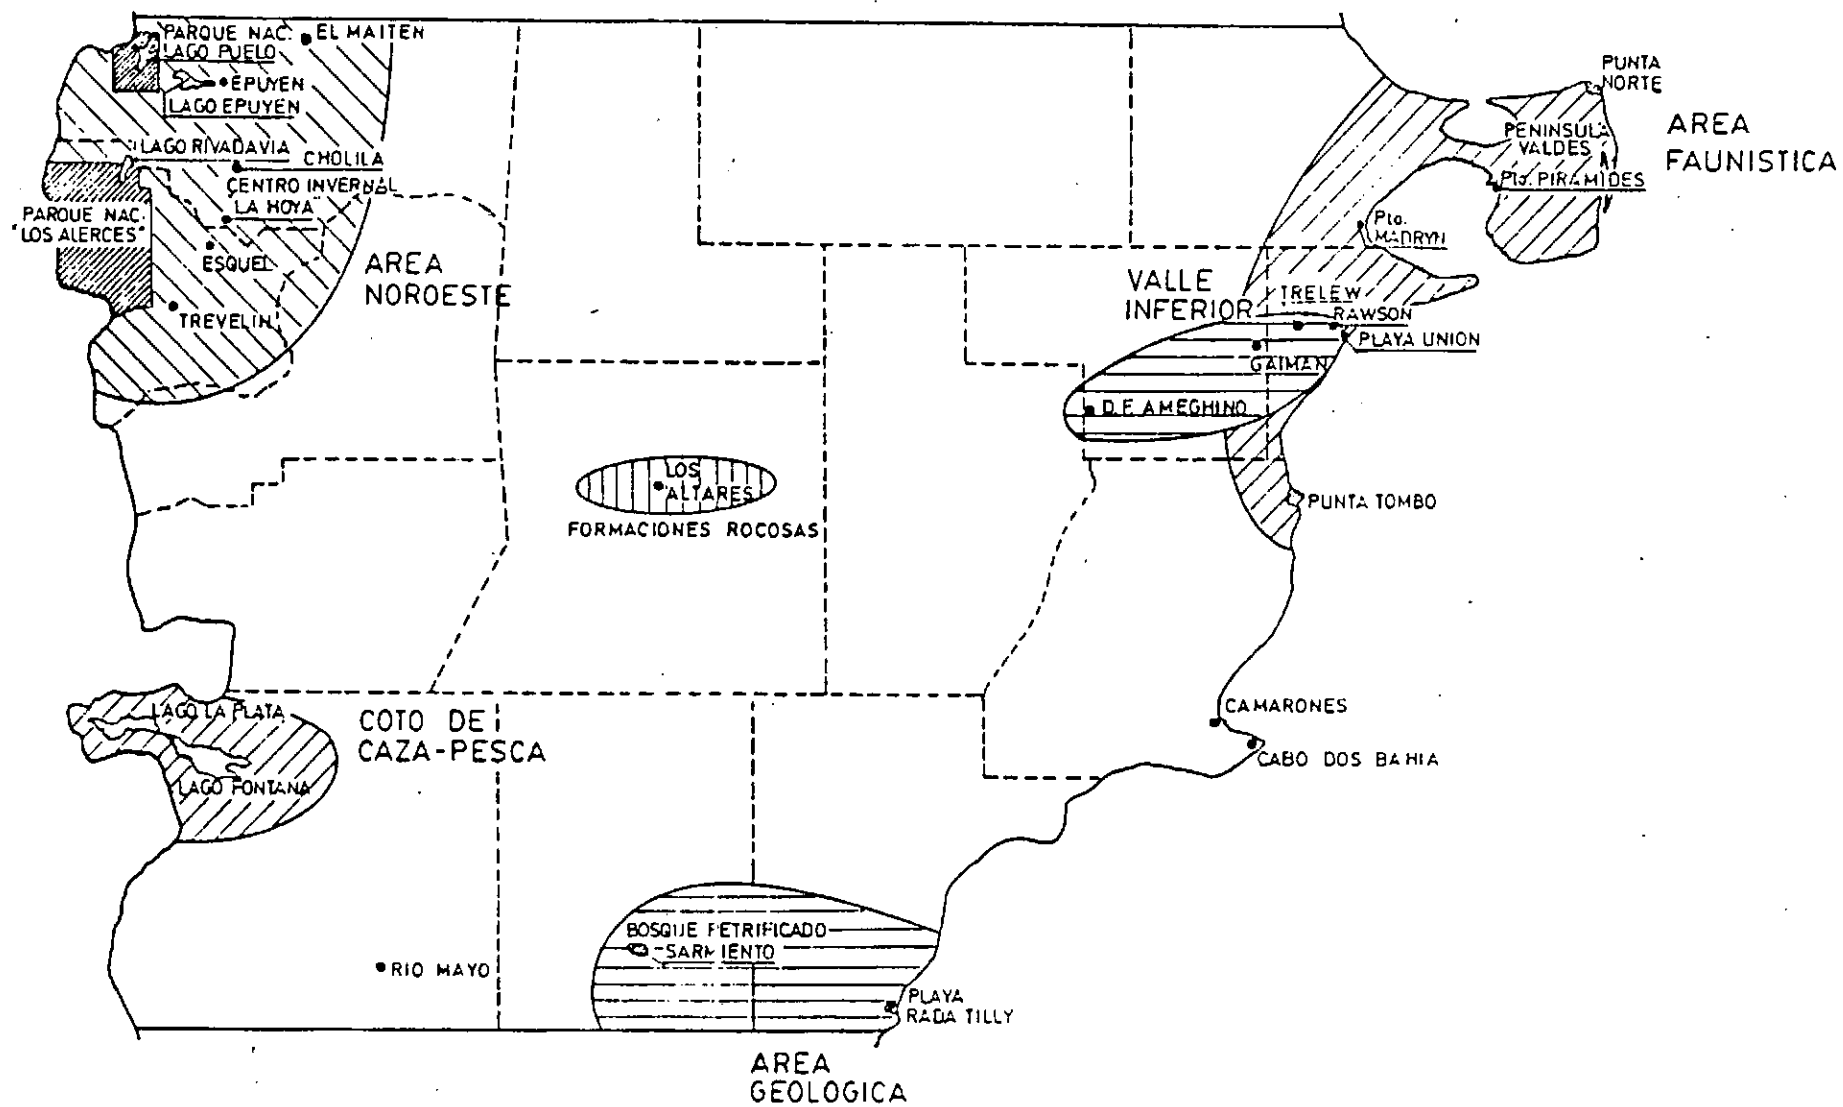 PARQUE NAC.
LAGO PUELO
EL MAITEN
EPUYEN
LAGO EPUYEN
LAGO RIVADAVIA
CHOLILA
CENTRO INVERNAL
"LA HOYA"
PARQUE NAC.
"LOS ALERCES"
ESQUEL
TREVELIN
AREA
NOROESTE
PUNTA
NORTE
PENINSULA
VALDES
AREA
FAUNISTICA
Pto. PIRAMIDES
Pto.
MADRYN
VALLE
INFERIOR
TRELEW
RAWSON
PLAYA UNION
GAIMAN
D.F. AMEGHINO
LOS
ALTARES
FORMACIONES ROCOSAS
PUNTA TOMBO
LAGO LA PLATA
LAGO FONTANA
COTO DE
CAZA-PESCA
CAMARONES
CABO DOS BAHIA
BOSQUE PETRIFICADO
SARMIENTO
RIO MAYO
PLAYA
RADA TILLY
AREA
GEOLOGICA